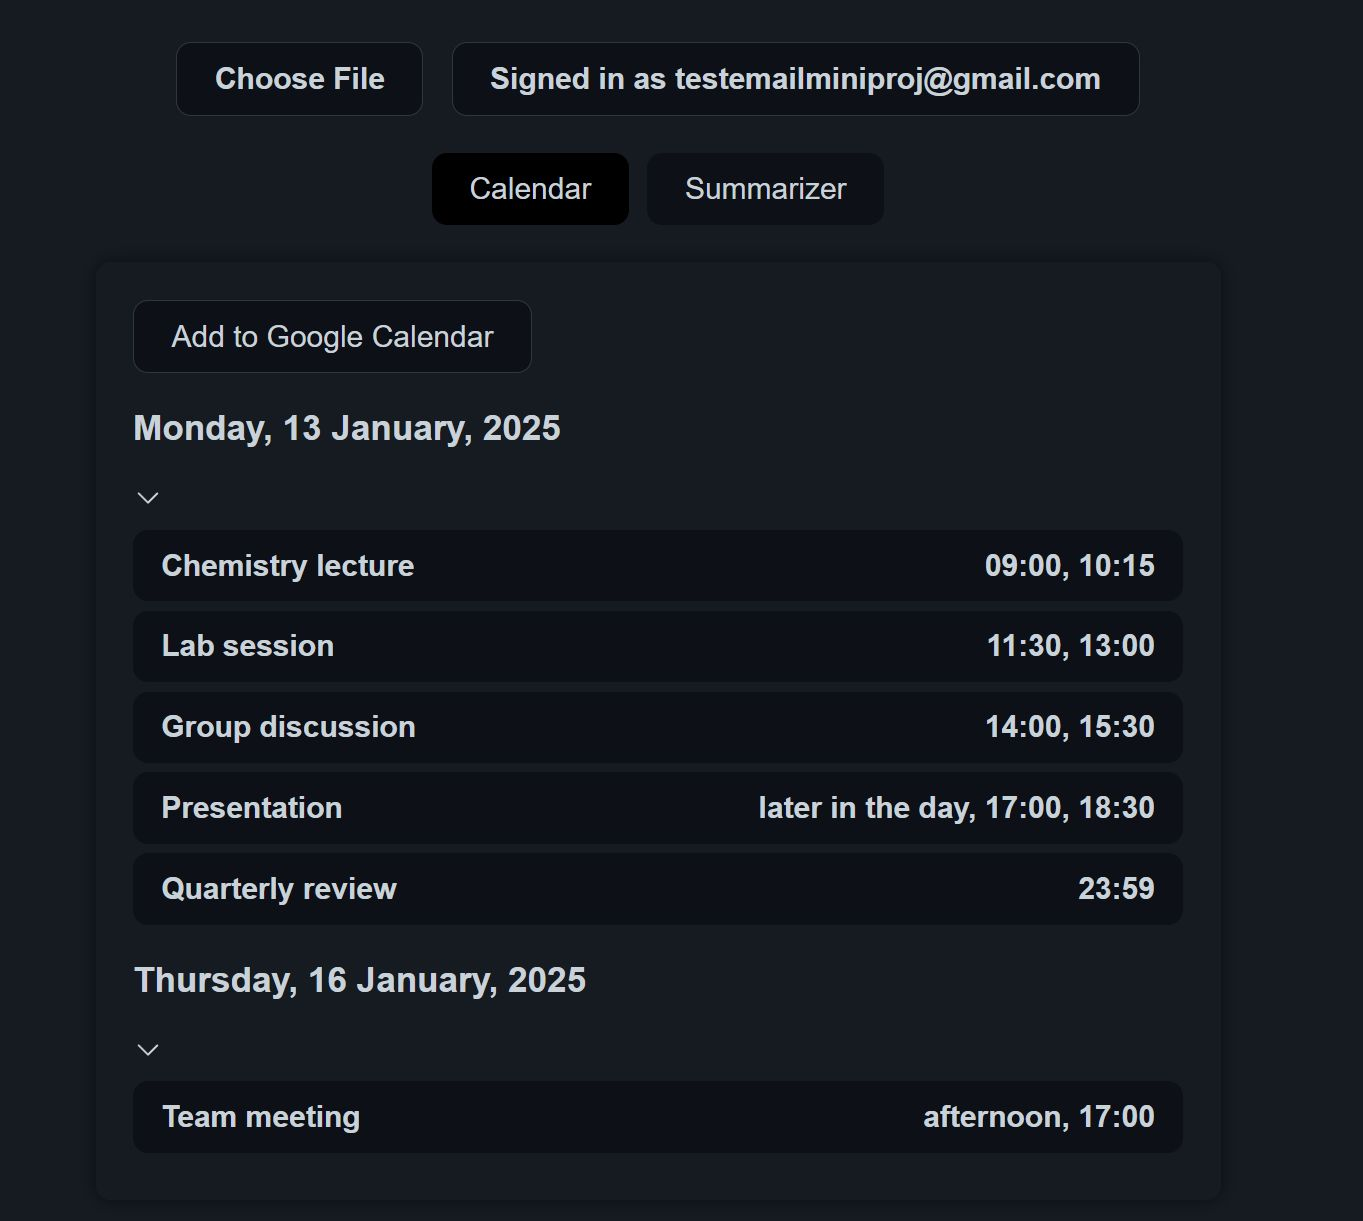 Choose File
Signed in as testemailminiproj@gmail.com
Calendar
Summarizer
Add to Google Calendar
Monday, 13 January, 2025
Chemistry lecture 09:00, 10:15
Lab session 11:30, 13:00
Group discussion 14:00, 15:30
Presentation later in the day, 17:00, 18:30
Quarterly review 23:59
Thursday, 16 January, 2025
Team meeting afternoon, 17:00